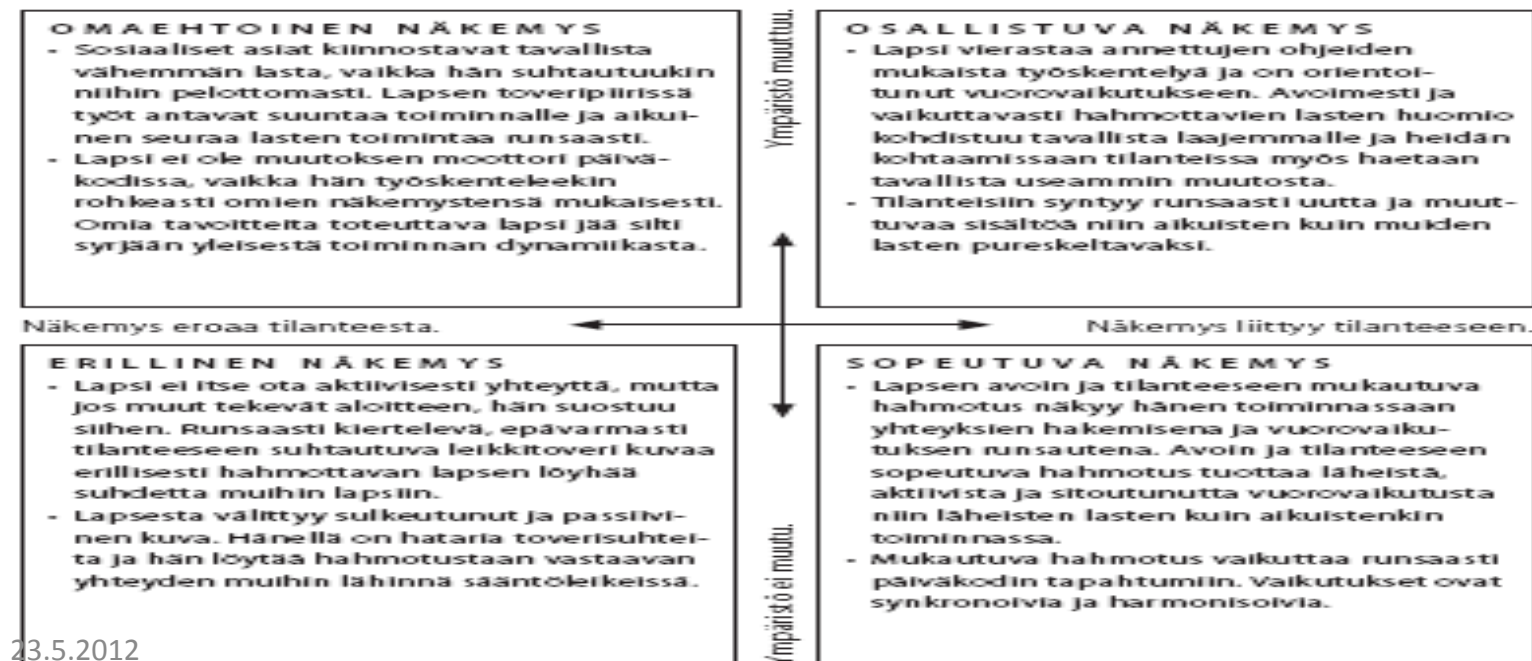 OMAEHTOINEN NÄKEMYS
- Sosiaaliset asiat kiinnostavat tavallista
vähemmän lasta, vaikka hän suhtautuukin
niihin pelottomasti. Lapsen toveripiirissä
työt antavat suuntaa toiminnalle ja aikui-
nen seuraa lasten toimintaa runsaasti.
- Lapsi ei ole muutoksen moottori päivä-
kodissa, vaikka hän työskenteleekin
rohkeasti omien näkemystensä mukaisesti.
Omia tavoitteita toteuttava lapsi jää silti
syrjään yleisestä toiminnan dynamiikasta.
Ympäristö muuttuu.
OSALLISTUVA NÄKEMYS
- Lapsi vierastaa annettujen ohjeiden
mukaista työskentelyä ja on orientoi-
tunut vuorovaikutukseen. Avoimesti ja
vaikuttavasti hahmottavien lasten huomio
kohdistuu tavallista laajemmalle ja heidän
kohtaamissaan tilanteissa myös haetaan
tavallista useammin muutosta.
- Tilanteisiin syntyy runsaasti uutta ja muut-
tuvaa sisältöä niin aikuisten kuin muiden
lasten pureskeltavaksi.
Näkemys eroaa tilanteesta.
Näkemys liittyy tilanteeseen.
ERILLINEN NÄKEMYS
- Lapsi ei itse ota aktiivisesti yhteyttä, mutta
jos muut tekevät aloitteen, hän suostuu
siihen. Runsaasti kiertelevä, epävarmasti
tilanteeseen suhtautuva leikkitoveri kuvaa
erillisesti hahmottavan lapsen löyhää
suhdetta muihin lapsiin.
- Lapsesta välittyy sulkeutunut ja passiivi-
nen kuva. Hänellä on hataria toverisuhtei-
ta ja hän löytää hahmotustaan vastaavan
yhteyden muihin lähinnä sääntöleikeissä.
Ympäristö ei muutu.
SOPEUTUVA NÄKEMYS
- Lapsen avoin ja tilanteeseen mukautuva
hahmotus näkyy hänen toiminnassaan
yhteyksien hakemisena ja vuorovaiku-
tuksen runsautena. Avoin ja tilanteeseen
sopeutuva hahmotus tuottaa läheistä,
aktiivista ja sitoutunutta vuorovaikutusta
niin läheisten lasten kuin aikuistenkin
toiminnassa.
- Mukautuva hahmotus vaikuttaa runsaasti
päiväkodin tapahtumiin. Vaikutukset ovat
synkronoivia ja harmonisoivia.
23.5.2012